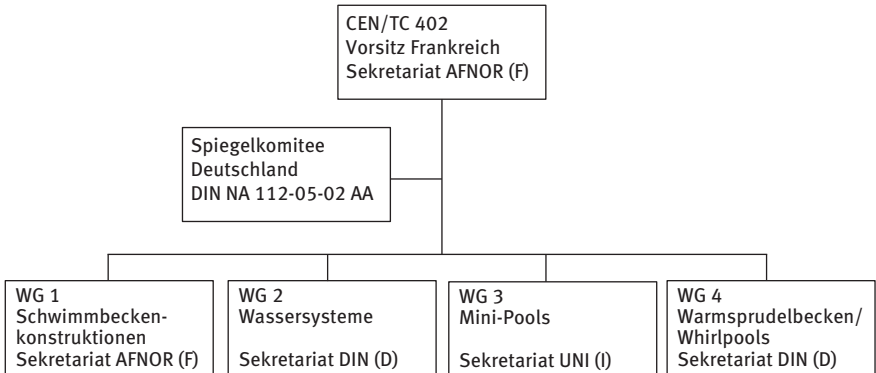 CEN/TC 402
Vorsitz Frankreich
Sekretariat AFNOR (F)
Spiegelkomitee
Deutschland
DIN NA 112-05-02 AA
WG 1
Schwimmbecken-
konstruktionen
Sekretariat AFNOR (F)
WG 2
Wassersysteme
Sekretariat DIN (D)
WG 3
Mini-Pools
Sekretariat UNI (I)
WG 4
Warmsprudelbecken/
Whirlpools
Sekretariat DIN (D)